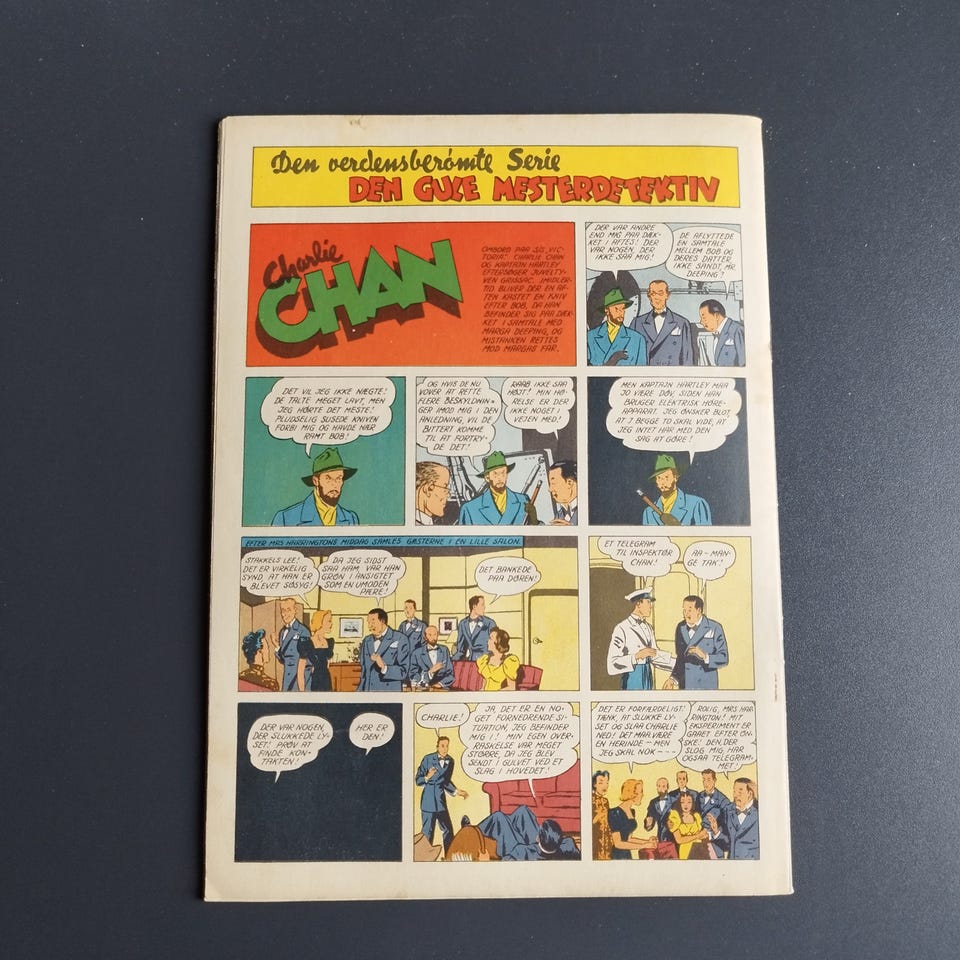 Den verdensberömte Serie
DEN GULE MESTERDETEKTIV
Charlie
CHAN
OMBORD PAA S/S „VIC-
TORIA” CHARLIE CHAN
OG KAPTAJN HARTLEY
EFTERSØGER JUVELTY-
VEN GRISSAC. IMIDLER-
TID BLIVER DER EN AF-
TEN KASTET EN KNIV
EFTER BOB, DA HAN
BEFINDER SIG PAA DÆK-
KET I SAMTALE MED
MARGA DEEPING, OG
MISTANKEN RETTES
MOD MARGAS FAR.
DER VAR ANDRE
END MIG PAA DÆK-
KET I AFTES! DER
VAR NOGEN, DER
IKKE SAA MIG!
DE AFLYTTEDE
EN SAMTALE
MELLEM BOB OG
DERES DATTER,
IKKE SANDT, MR.
DEEPING?
DET VIL JEG IKKE NÆGTE!
DE TALTE MEGET LAVT, MEN
JEG HØRTE DET MESTE!
PLUDSELIG SUSEDE KNIVEN
FORBI MIG OG HAVDE NÆR
RAMT BOB!
OG HVIS DE NU
VOVER AT RETTE
FLERE BESKYLDNIN-
GER IMOD MIG I DEN
ANLEDNING, VIL DE
BITTERT KOMME
TIL AT FORTRY-
DE DET!
RAAB IKKE SAA
HØJT! MIN HØ-
RELSE ER DER
IKKE NOGET I
VEJEN MED!
MEN KAPTAJN HARTLEY MAA
JO VÆRE DØV, SIDEN HAN
BRUGER ELEKTRISK HØRE-
APPARAT. JEG ØNSKER BLOT,
AT I BEGGE TO SKAL VIDE, AT
JEG INTET HAR MED DEN
SAG AT GØRE!
EFTER MRS HARRINGTONS MIDDAG SAMLES GÆSTERNE I EN LILLE SALON.
STAKKELS LEE!
DET ER VIRKELIG
SYND, AT HAN ER
BLEVET SØSYG!
DA JEG SIDST
SAA HAM, VAR HAN
GRØN I ANSIGTET
SOM EN UMODEN
PÆRE!
DET BANKEDE
PAA DØREN!
ET TELEGRAM
TIL INSPEKTØR
CHAN!
AA-MAN-
GE TAK!
DER VAR NOGEN,
DER SLUKKEDE LY-
SET! PRØV AT
FINDE KON-
TAKTEN!
HER ER
DEN!
CHARLIE!
JA, DET ER EN NO-
GET FORNEDRENDE SI-
TUATION, JEG BEFINDER
MIG I! MIN EGEN OVER-
RASKELSE VAR MEGET
STØRRE, DA JEG BLEV
SENDT I GULVET VED ET
SLAG I HOVEDET!
DET ER FORFÆRDELIGT!
TÆNK, AT SLUKKE LY-
SET OG SLAA CHARLIE
NED! DET MAA VÆRE
EN HERINDE - MEN
JEG SKAL NOK ---
ROLIG, MRS HAR-
RINGTON! MIT
EKSPERIMENT ER
GAAET EFTER ØN-
SKE! DEN, DER
SLOG MIG, HAR
OGSAA TELEGRAM-
MET!